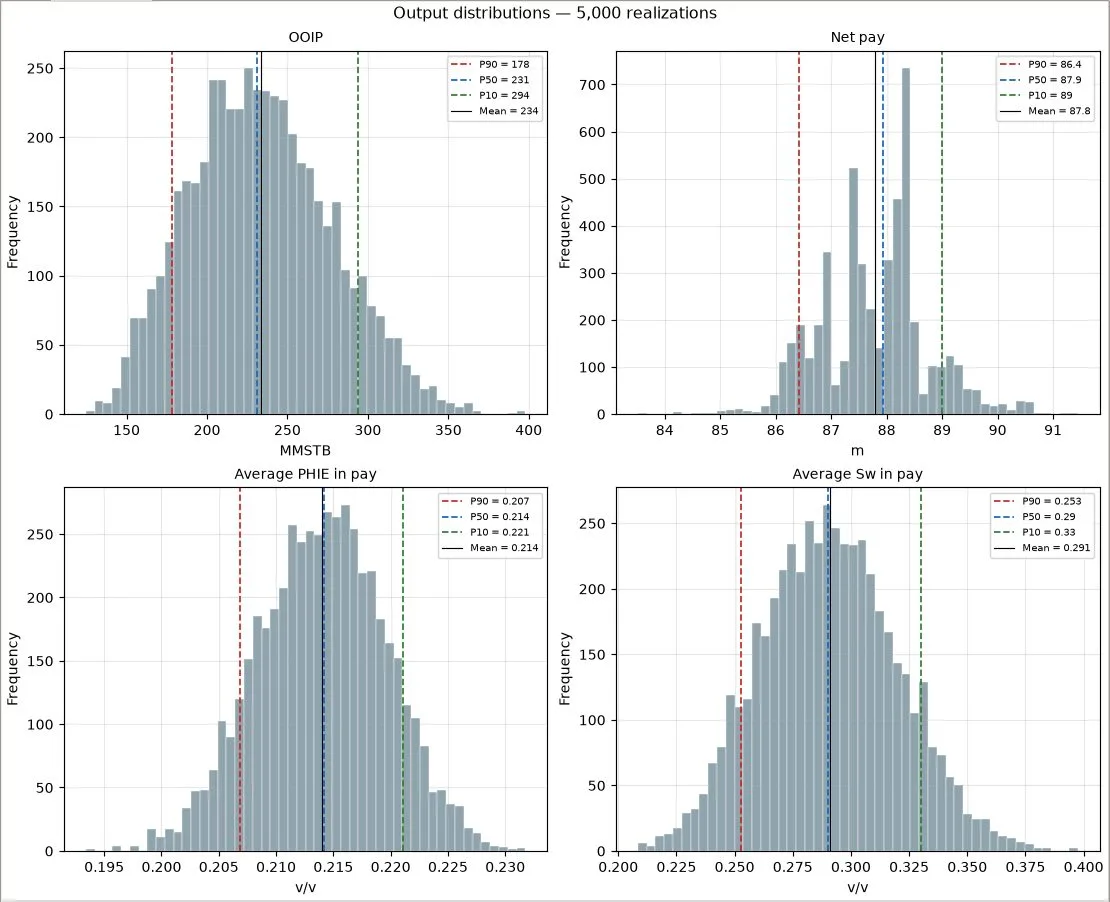 Output distributions — 5,000 realizations
OOIP
P90 = 178
P50 = 231
P10 = 294
Mean = 234
250
200
150
100
50
0
Frequency
150 200 250 300 350 400
MMSTB
Net pay
P90 = 86.4
P50 = 87.9
P10 = 89
Mean = 87.8
700
600
500
400
300
200
100
0
Frequency
84 85 86 87 88 89 90 91
m
Average PHIE in pay
P90 = 0.207
P50 = 0.214
P10 = 0.221
Mean = 0.214
250
200
150
100
50
0
Frequency
0.195 0.200 0.205 0.210 0.215 0.220 0.225 0.230
v/v
Average Sw in pay
P90 = 0.253
P50 = 0.29
P10 = 0.33
Mean = 0.291
250
200
150
100
50
0
Frequency
0.200 0.225 0.250 0.275 0.300 0.325 0.350 0.375 0.400
v/v